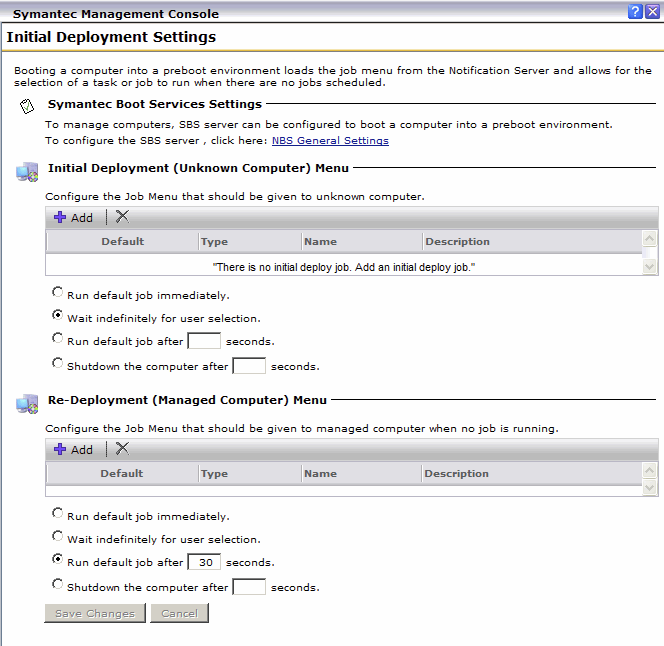 Symantec Management Console
?
Initial Deployment Settings
Booting a computer into a preboot environment loads the job menu from the Notification Server and allows for the
selection of a task or job to run when there are no jobs scheduled.
Symantec Boot Services Settings
To manage computers, SBS server can be configured to boot a computer into a preboot environment.
To configure the SBS server , click here: NBS General Settings
Initial Deployment (Unknown Computer) Menu
Configure the Job Menu that should be given to unknown computer.
Add
Default Type Name Description
"There is no initial deploy job. Add an initial deploy job."
Run default job immediately.
Wait indefinitely for user selection.
Run default job after seconds.
Shutdown the computer after seconds.
Re-Deployment (Managed Computer) Menu
Configure the Job Menu that should be given to managed computer when no job is running.
Add
Default Type Name Description
Run default job immediately.
Wait indefinitely for user selection.
Run default job after 30 seconds.
Shutdown the computer after seconds.
Save Changes Cancel